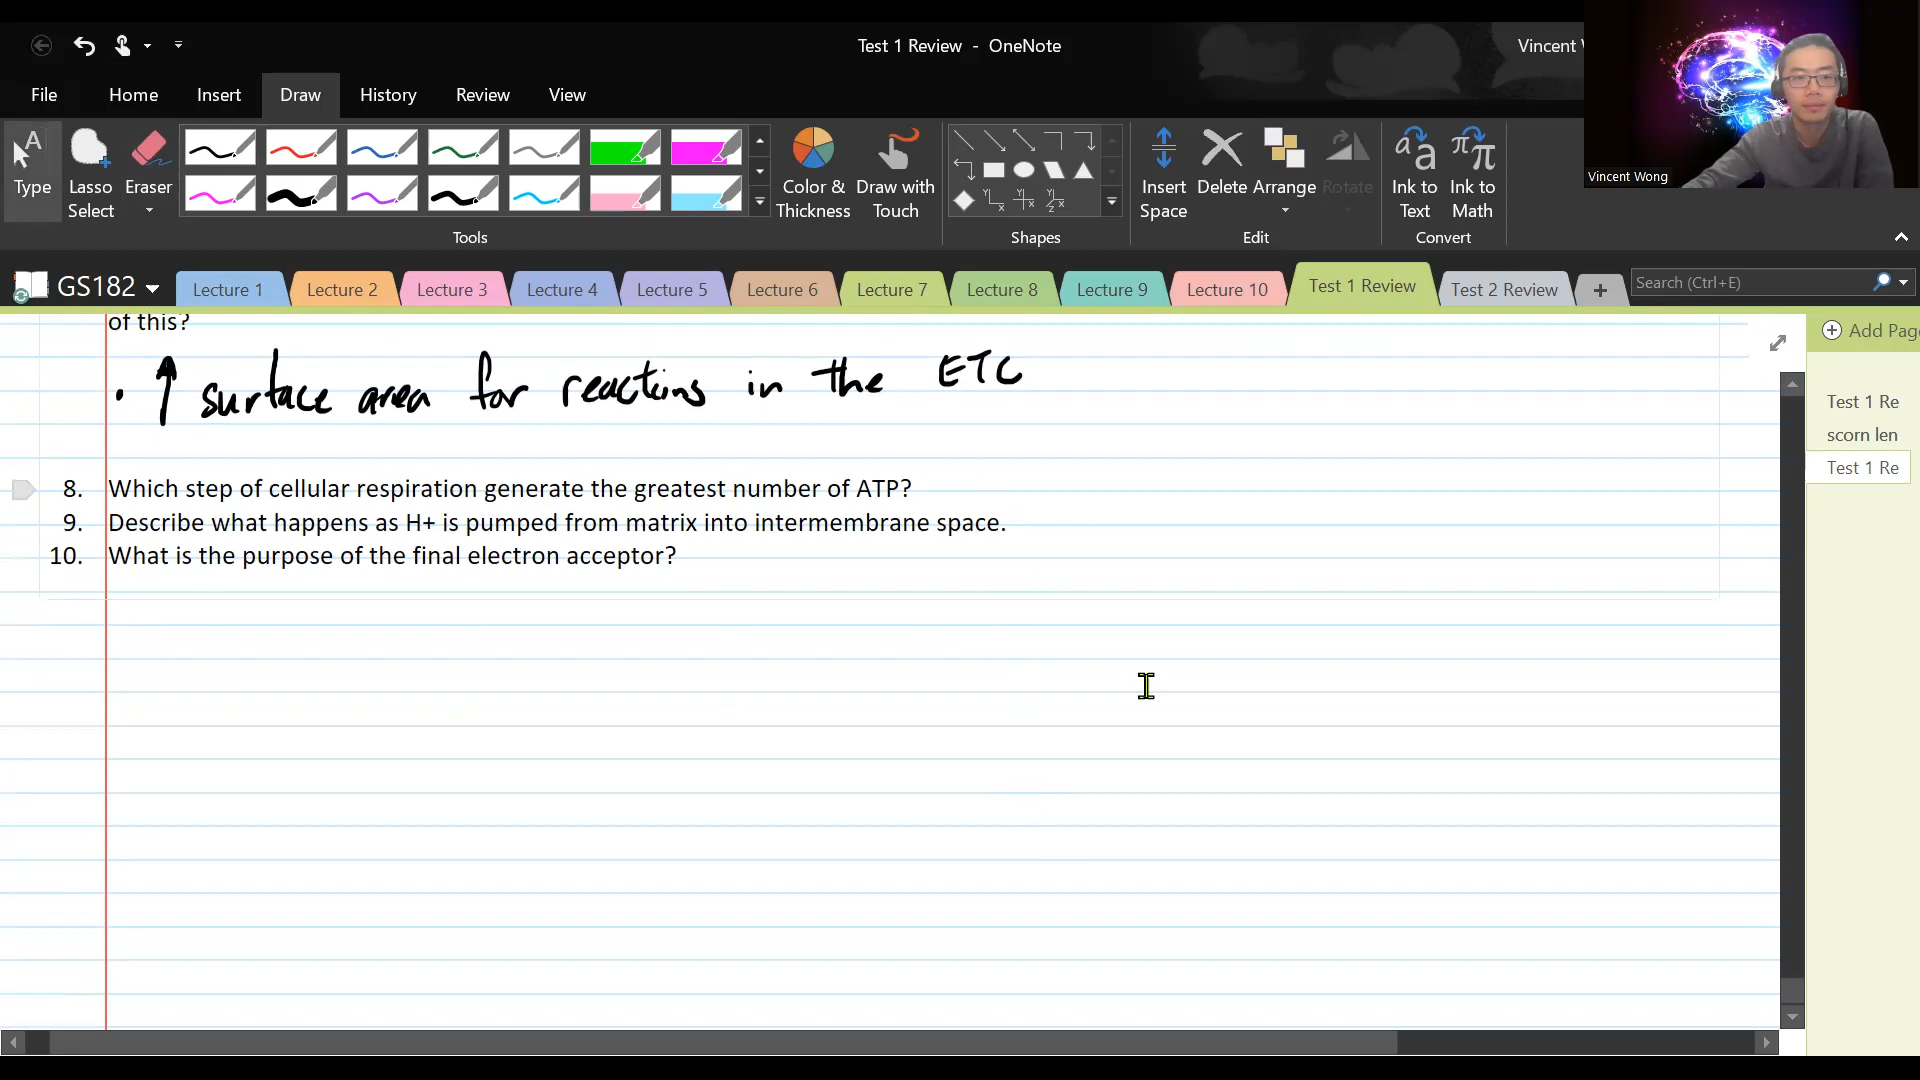 Test 1 Review - OneNote
Vincent W
File Home Insert Draw History Review View
Type
Lasso Select
Eraser
Color & Thickness
Draw with Touch
Insert Space
Delete
Arrange
Rotate
Ink to Text
Ink to Math
Tools
Shapes
Edit
Convert
Vincent Wong
GS182
Lecture 1
Lecture 2
Lecture 3
Lecture 4
Lecture 5
Lecture 6
Lecture 7
Lecture 8
Lecture 9
Lecture 10
Test 1 Review
Test 2 Review
Search (Ctrl+E)
Add Pag
Test 1 Re
scorn len
Test 1 Re
of this?
• ↑ surface area for reactions in the ETC
8. Which step of cellular respiration generate the greatest number of ATP?
9. Describe what happens as H+ is pumped from matrix into intermembrane space.
10. What is the purpose of the final electron acceptor?